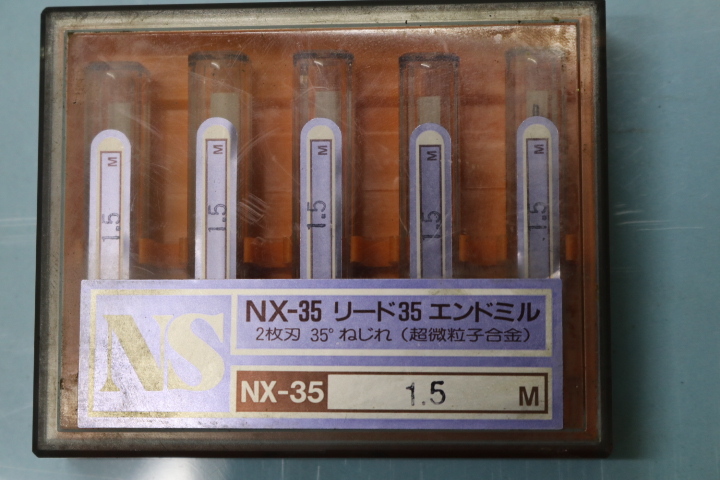 M M M M M
1.5 1.5 1.5 1.5 1.5
NS
NX-35 リード35 エンドミル
2枚刃 35° ねじれ (超微粒子合金)
NX-35 1.5 M